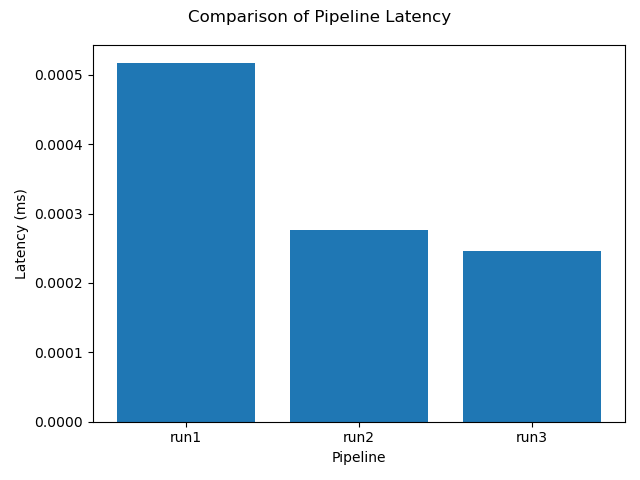 Comparison of Pipeline Latency
0.0005
0.0004
0.0003
0.0002
0.0001
0.0000
Latency (ms)
run1 run2 run3
Pipeline